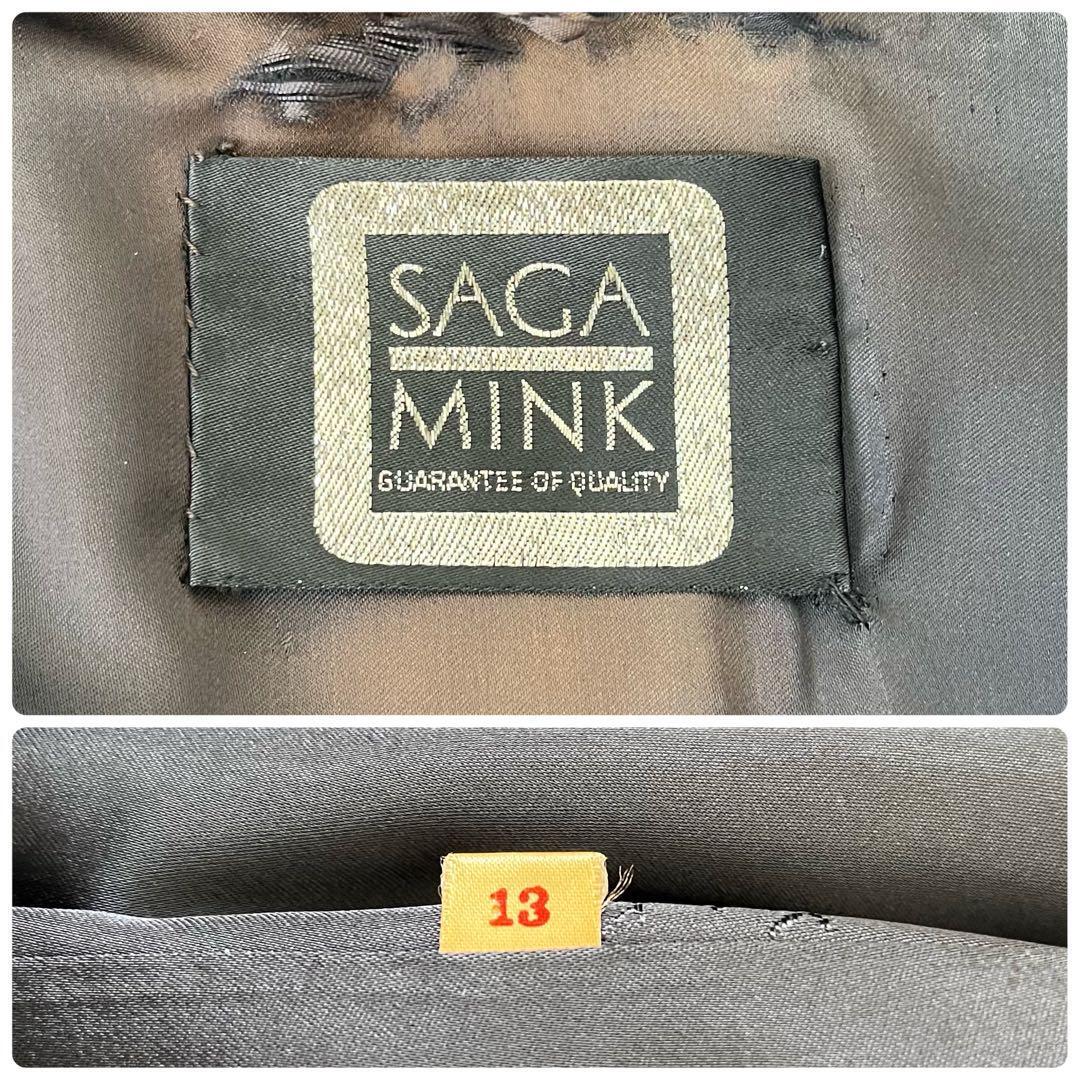 SAGA
MINK
GUARANTEE OF QUALITY
13